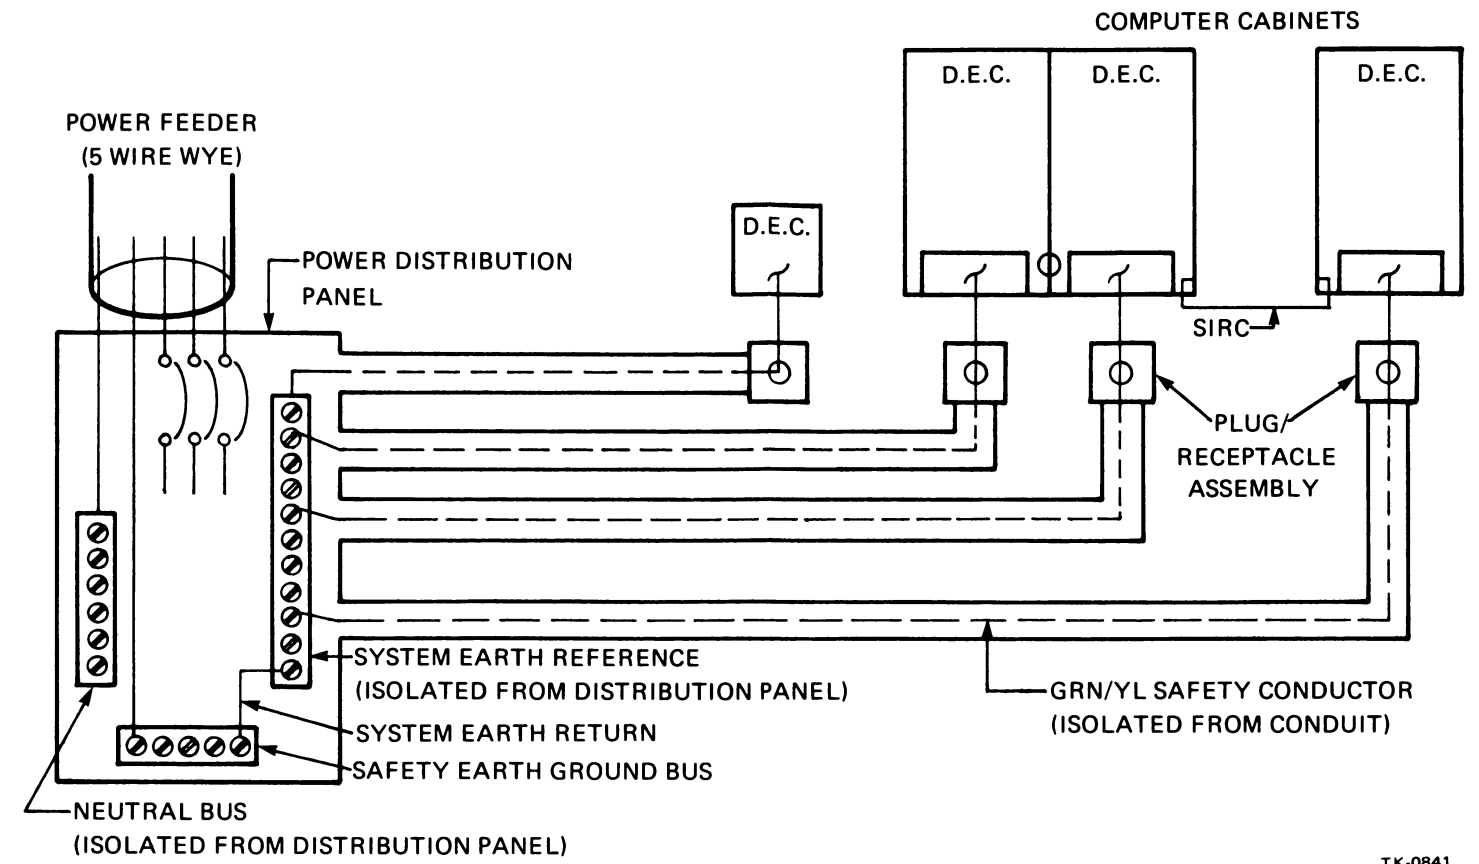 COMPUTER CABINETS
D.E.C.
D.E.C.
D.E.C.
POWER FEEDER
(5 WIRE WYE)
D.E.C.
POWER DISTRIBUTION
PANEL
SIRC
PLUG/
RECEPTACLE
ASSEMBLY
SYSTEM EARTH REFERENCE
(ISOLATED FROM DISTRIBUTION PANEL)
GRN/YL SAFETY CONDUCTOR
(ISOLATED FROM CONDUIT)
SYSTEM EARTH RETURN
SAFETY EARTH GROUND BUS
NEUTRAL BUS
(ISOLATED FROM DISTRIBUTION PANEL)
TK-0841